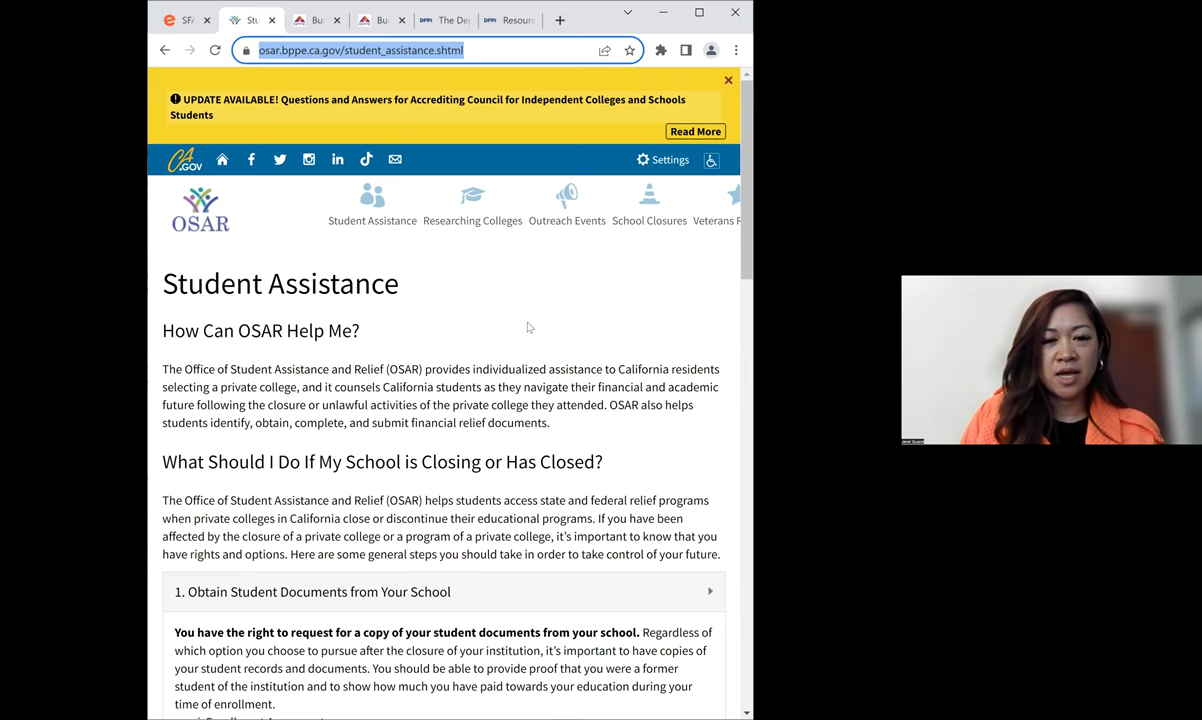 SFA
Stu
Bu
Bu
The De
Resourc
osar.bppe.ca.gov/student_assistance.shtml
UPDATE AVAILABLE! Questions and Answers for Accrediting Council for Independent Colleges and Schools
Students
Read More
CA.GOV
Settings
OSAR
Student Assistance
Researching Colleges
Outreach Events
School Closures
Veterans R
Student Assistance
How Can OSAR Help Me?
The Office of Student Assistance and Relief (OSAR) provides individualized assistance to California residents
selecting a private college, and it counsels California students as they navigate their financial and academic
future following the closure or unlawful activities of the private college they attended. OSAR also helps
students identify, obtain, complete, and submit financial relief documents.
What Should I Do If My School is Closing or Has Closed?
The Office of Student Assistance and Relief (OSAR) helps students access state and federal relief programs
when private colleges in California close or discontinue their educational programs. If you have been
affected by the closure of a private college or a program of a private college, it's important to know that you
have rights and options. Here are some general steps you should take in order to take control of your future.
1. Obtain Student Documents from Your School
You have the right to request for a copy of your student documents from your school. Regardless of
which option you choose to pursue after the closure of your institution, it's important to have copies of
your student records and documents. You should be able to provide proof that you were a former
student of the institution and to show how much you have paid towards your education during your
time of enrollment.